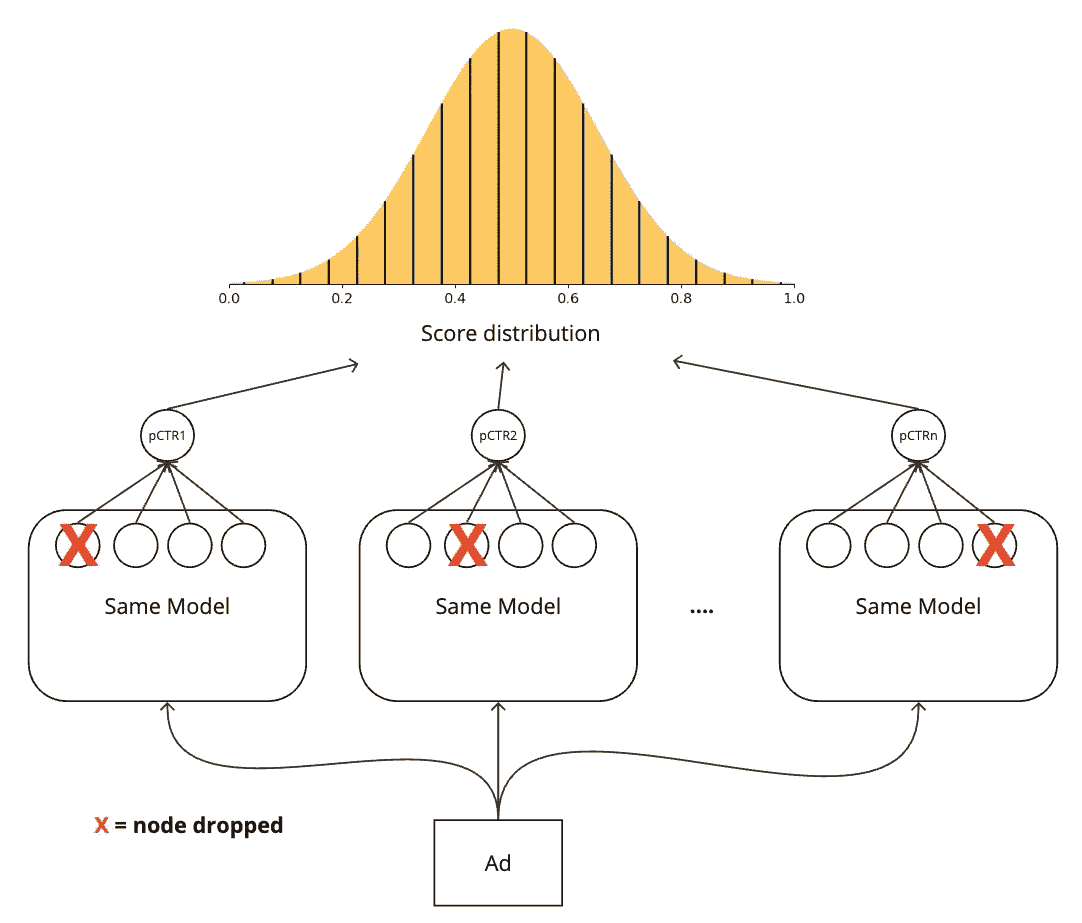 0.0 0.2 0.4 0.6 0.8 1.0
Score distribution
pCTR1 pCTR2 pCTRn
X X X
Same Model Same Model .... Same Model
X = node dropped
Ad